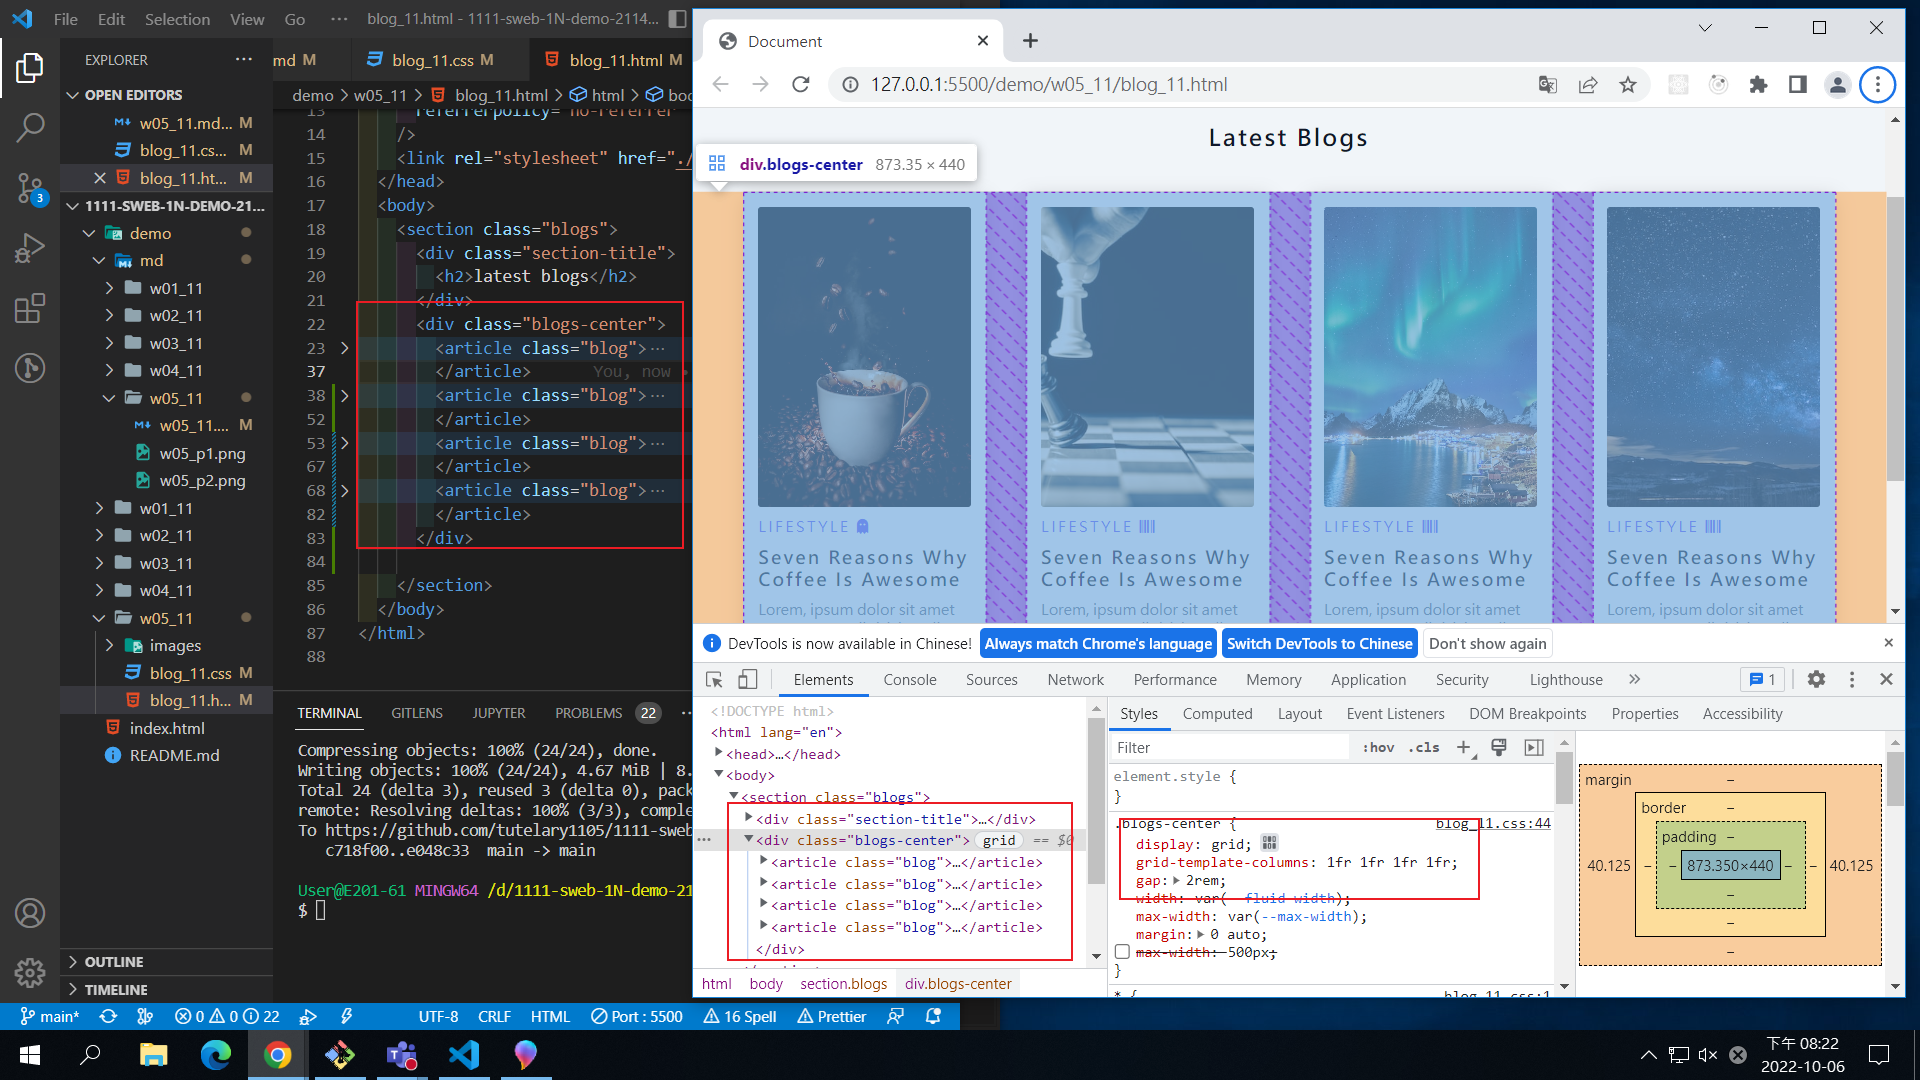 File Edit Selection View Go ··· blog_11.html - 1111-sweb-1N-demo-2114...
EXPLORER ···
OPEN EDITORS
w05_11.md... M
blog_11.cs... M
blog_11.ht... M
3
1111-SWEB-1N-DEMO-21...
demo
md
w01_11
w02_11
w03_11
w04_11
w05_11
w05_11.... M
w05_p1.png
w05_p2.png
w01_11
w02_11
w03_11
w04_11
w05_11
images
blog_11.css M
blog_11.h... M
index.html
README.md
OUTLINE
TIMELINE
md M blog_11.css M blog_11.html M
demo > w05_11 > blog_11.html > html > boo
13 referrerpolicy="no-referrer"
14 />
15 <link rel="stylesheet" href="./
16 </head>
17 <body>
18 <section class="blogs">
19 <div class="section-title">
20 <h2>latest blogs</h2>
21 </div>
22 <div class="blogs-center">
23 <article class="blog">···
37 </article> You, now •
38 <article class="blog">···
52 </article>
53 <article class="blog">···
67 </article>
68 <article class="blog">···
82 </article>
83 </div>
84
85 </section>
86 </body>
87 </html>
88
TERMINAL GITLENS JUPYTER PROBLEMS 22 ···
Compressing objects: 100% (24/24), done.
Writing objects: 100% (24/24), 4.67 MiB | 8.
Total 24 (delta 3), reused 3 (delta 0), pack
remote: Resolving deltas: 100% (3/3), comple
To https://github.com/tutelary1105/1111-sweb
c718f00..e048c33 main -> main
User@E201-61 MINGW64 /d/1111-sweb-1N-demo-21
$
main* 0 0 22 UTF-8 CRLF HTML Port : 5500 16 Spell Prettier
Document
127.0.0.1:5500/demo/w05_11/blog_11.html
Latest Blogs
div.blogs-center 873.35 × 440
LIFESTYLE
Seven Reasons Why
Coffee Is Awesome
Lorem, ipsum dolor sit amet
LIFESTYLE
Seven Reasons Why
Coffee Is Awesome
Lorem, ipsum dolor sit amet
LIFESTYLE
Seven Reasons Why
Coffee Is Awesome
Lorem, ipsum dolor sit amet
LIFESTYLE
Seven Reasons Why
Coffee Is Awesome
Lorem, ipsum dolor sit amet
DevTools is now available in Chinese! Always match Chrome's language Switch DevTools to Chinese Don't show again
Elements Console Sources Network Performance Memory Application Security Lighthouse » 1
<!DOCTYPE html>
<html lang="en">
<head>…</head>
<body>
<section class="blogs">
<div class="section-title">…</div>
··· <div class="blogs-center"> grid == $0
<article class="blog">…</article>
<article class="blog">…</article>
<article class="blog">…</article>
<article class="blog">…</article>
</div>
html body section.blogs div.blogs-center
Styles Computed Layout Event Listeners DOM Breakpoints Properties Accessibility
Filter :hov .cls +
element.style {
}
.blogs-center { blog_11.css:44
display: grid;
grid-template-columns: 1fr 1fr 1fr 1fr;
gap: 2rem;
width: var(--fluid-width);
max-width: var(--max-width);
margin: 0 auto;
max-width: 500px;
}
* { blog_11.css:1
margin –
border –
padding –
40.125 – – 873.350×440 – – 40.125
–
–
–
下午 08:22
2022-10-06